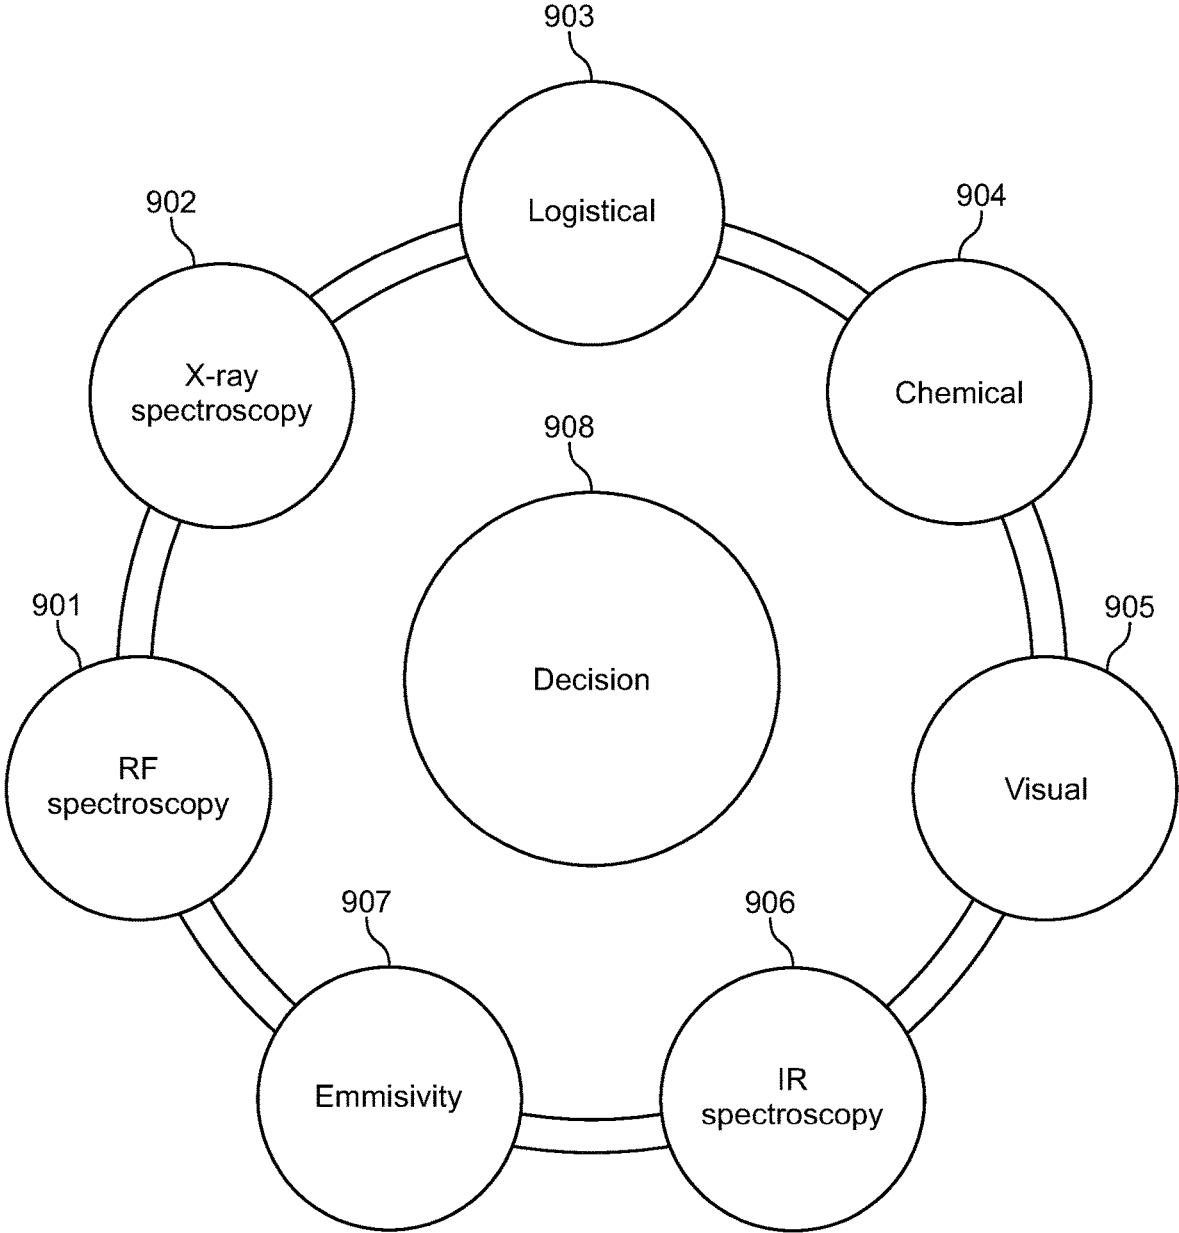 903
Logistical
902
904
X-ray
spectroscopy
Chemical
908
Decision
901
905
RF
spectroscopy
Visual
907
906
Emmisivity
IR
spectroscopy